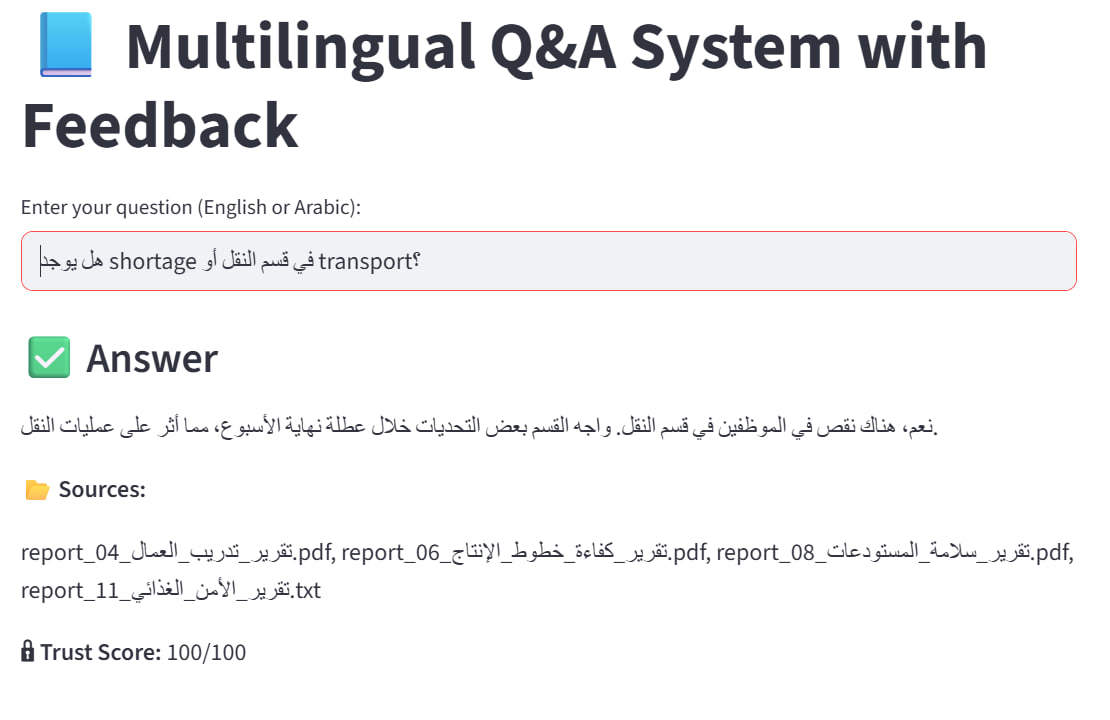 📘 Multilingual Q&A System with
Feedback
Enter your question (English or Arabic):
هل يوجد shortage في قسم النقل أو transport؟
✅ Answer
نعم، هناك نقص في الموظفين في قسم النقل. واجه القسم بعض التحديات خلال عطلة نهاية الأسبوع، مما أثر على عمليات النقل.
📂 Sources:
report_04_تقرير_تدريب_العمال.pdf, report_06_تقرير_كفاءة_خطوط_الإنتاج.pdf, report_08_تقرير_سلامة_المستودعات.pdf,
report_11_تقرير_الأمن_الغذائي.txt
🔒 Trust Score: 100/100